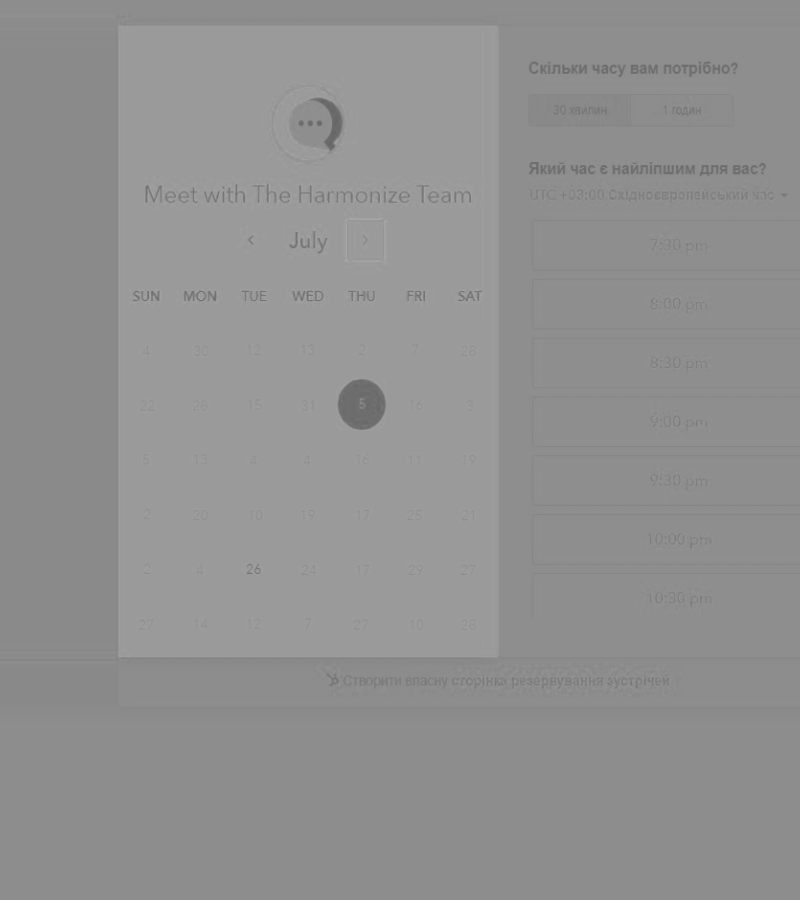 Meet with The Harmonize Team
July
SUN MON TUE WED THU FRI SAT
4 30 12 13 2 7 26
22 28 15 31 5 16 3
5 13 4 4 16 11 19
2 20 10 19 17 25 21
2 4 26 24 17 29 27
27 14 12 7 27 10 28
Скільки часу вам потрібно?
30 хвилин 1 годин
Який час є найліпшим для вас?
UTC +03:00 Східноєвропейський час
7:30 pm
8:00 pm
8:30 pm
9:00 pm
9:30 pm
10:00 pm
10:30 pm
Створити власну сторінка резервування зустрічей